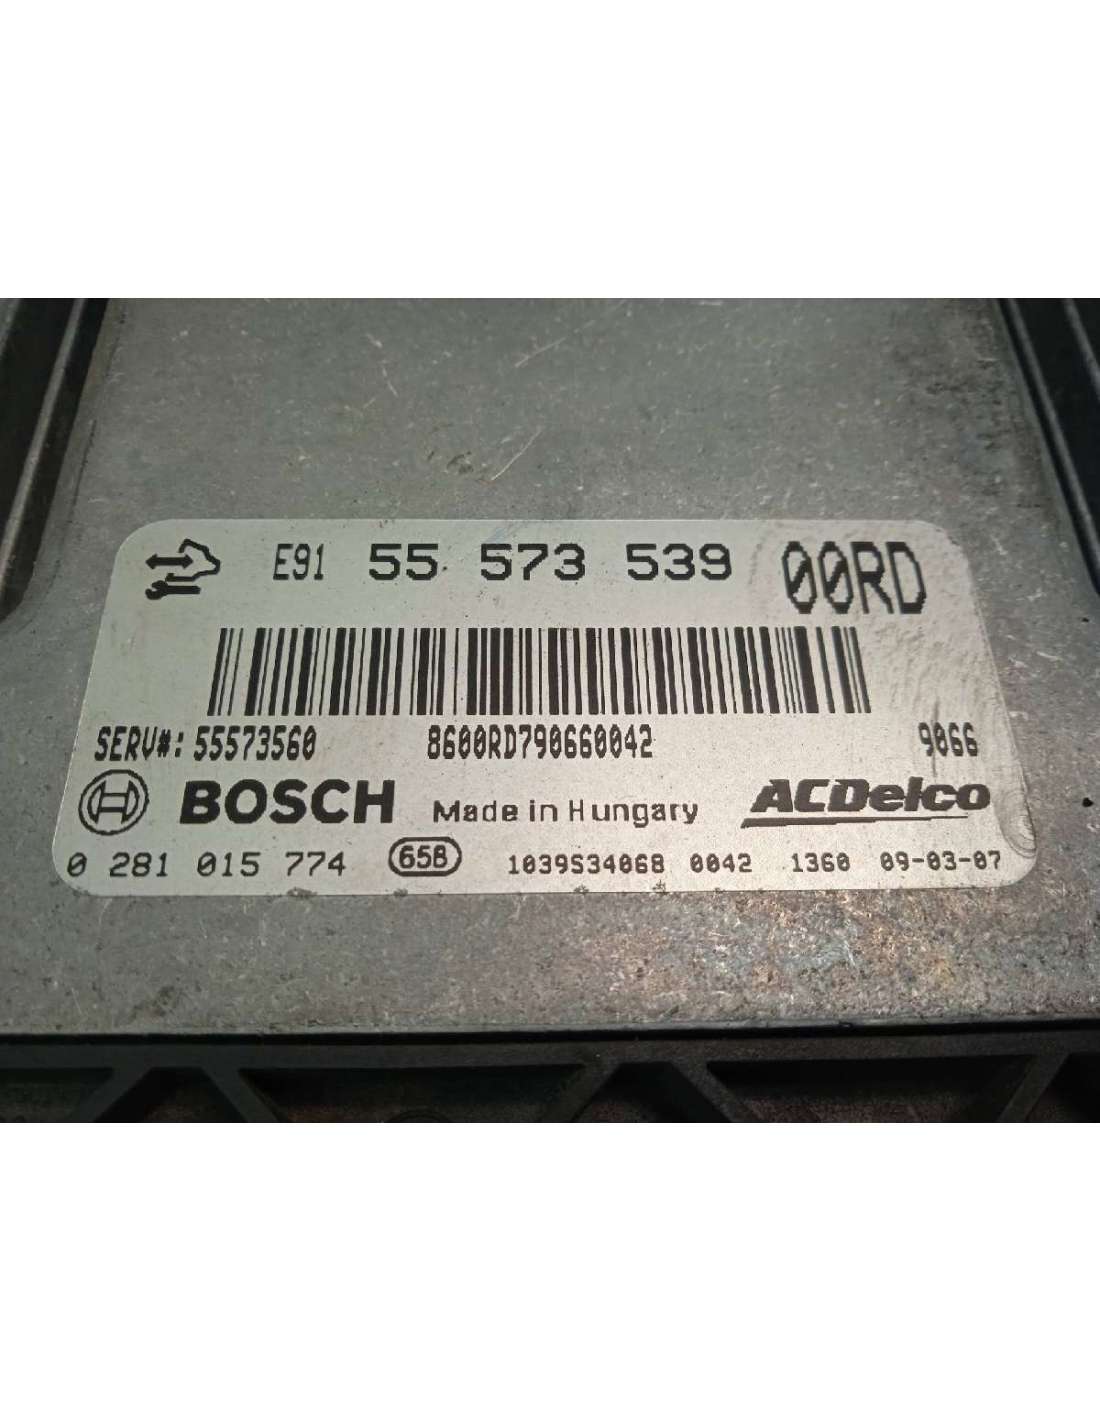 E91 55 573 539 00RD
SERV#: 55573560 8600RD790660042 9066
BOSCH Made in Hungary ACDelco
0 281 015 774 658 1039S34068 0042 1360 09-03-07